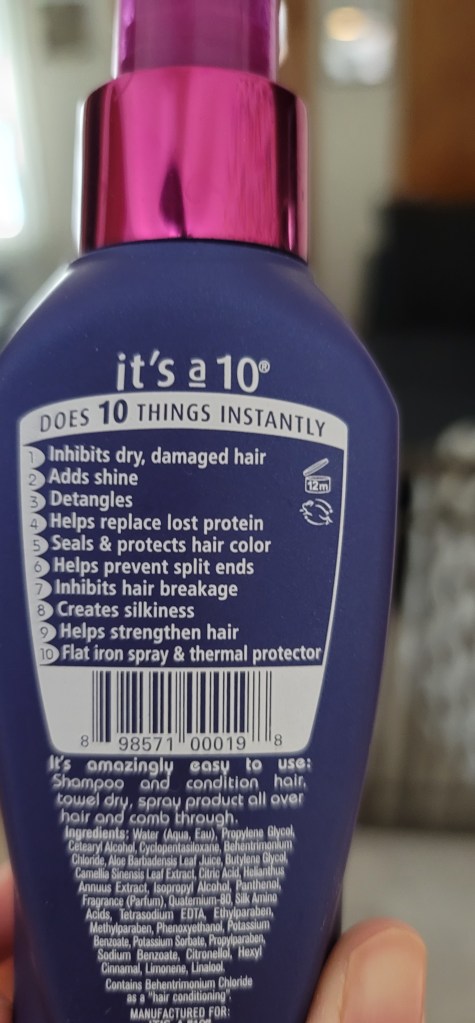 it's a 10®
DOES 10 THINGS INSTANTLY
1 Inhibits dry, damaged hair
2 Adds shine
3 Detangles
4 Helps replace lost protein
5 Seals & protects hair color
6 Helps prevent split ends
7 Inhibits hair breakage
8 Creates silkiness
9 Helps strengthen hair
10 Flat iron spray & thermal protector
12m
8 98571 00019 8
It's amazingly easy to use:
Shampoo and condition hair,
towel dry, spray product all over
hair and comb through.
Ingredients: Water (Aqua, Eau), Propylene Glycol,
Cetearyl Alcohol, Cyclopentasiloxane, Behentrimonium
Chloride, Aloe Barbadensis Leaf Juice, Butylene Glycol,
Camellia Sinensis Leaf Extract, Citric Acid, Helianthus
Annuus Extract, Isopropyl Alcohol, Panthenol,
Fragrance (Parfum), Quaternium-80, Silk Amino
Acids, Tetrasodium EDTA, Ethylparaben,
Methylparaben, Phenoxyethanol, Potassium
Benzoate, Potassium Sorbate, Propylparaben,
Sodium Benzoate, Citronellol, Hexyl
Cinnamal, Limonene, Linalool.
Contains Behentrimonium Chloride
as a "hair conditioning".
MANUFACTURED FOR: